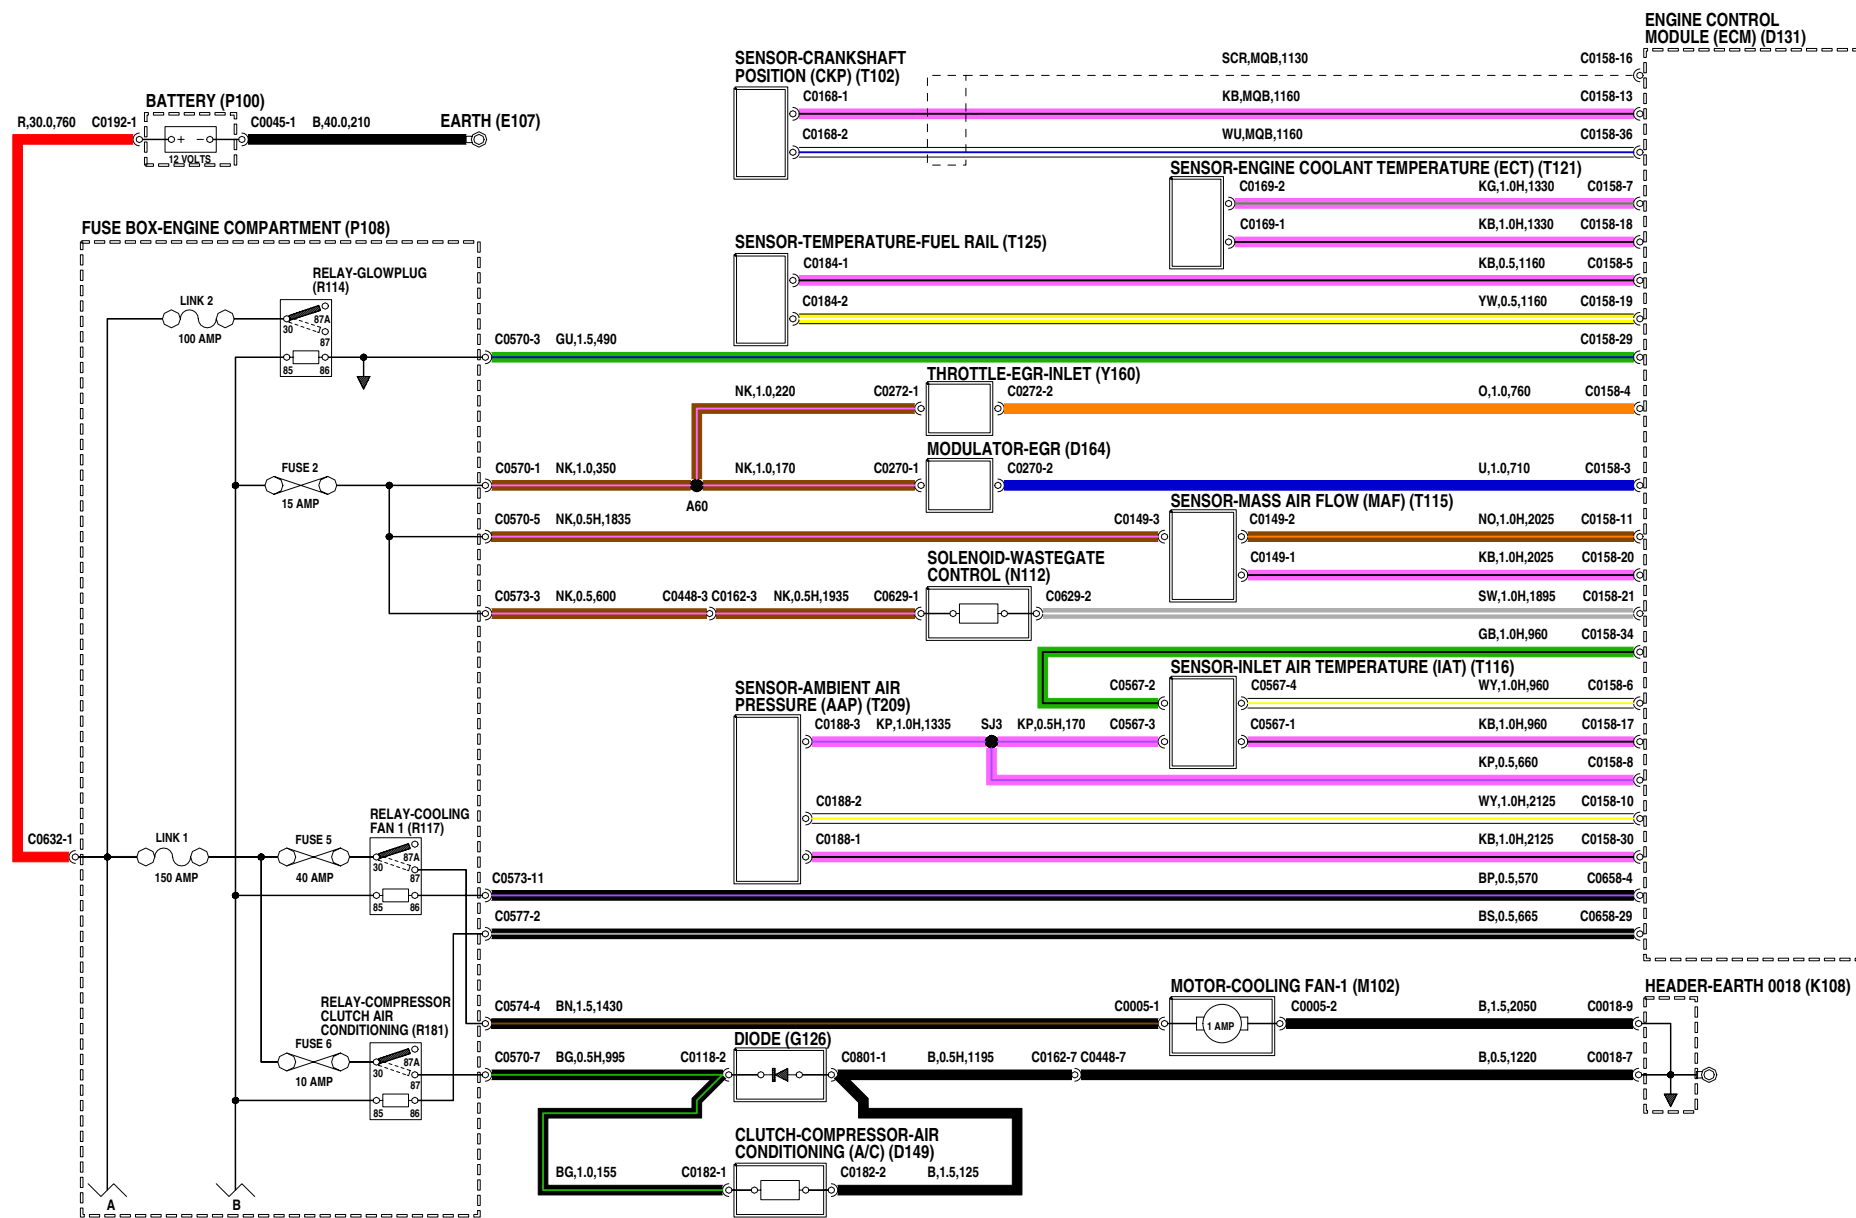 ENGINE CONTROL
MODULE (ECM) (D131)
SENSOR-CRANKSHAFT
POSITION (CKP) (T102)
SCR,MQB,1130 C0158-16
C0168-1 KB,MQB,1160 C0158-13
C0168-2 WU,MQB,1160 C0158-36
BATTERY (P100)
R,30.0,760 C0192-1 C0045-1 B,40.0,210 EARTH (E107)
+ −
12 VOLTS
SENSOR-ENGINE COOLANT TEMPERATURE (ECT) (T121)
C0169-2 KG,1.0H,1330 C0158-7
C0169-1 KB,1.0H,1330 C0158-18
FUSE BOX-ENGINE COMPARTMENT (P108)
SENSOR-TEMPERATURE-FUEL RAIL (T125)
C0184-1 KB,0.5,1160 C0158-5
C0184-2 YW,0.5,1160 C0158-19
RELAY-GLOWPLUG
(R114)
LINK 2
100 AMP
30 87A
87
85 86
C0570-3 GU,1.5,490 C0158-29
THROTTLE-EGR-INLET (Y160)
NK,1.0,220 C0272-1 C0272-2 O,1.0,760 C0158-4
MODULATOR-EGR (D164)
FUSE 2
15 AMP
C0570-1 NK,1.0,350 NK,1.0,170 C0270-1 C0270-2 U,1.0,710 C0158-3
A60
SENSOR-MASS AIR FLOW (MAF) (T115)
C0570-5 NK,0.5H,1835 C0149-3 C0149-2 NO,1.0H,2025 C0158-11
C0149-1 KB,1.0H,2025 C0158-20
SOLENOID-WASTEGATE
CONTROL (N112)
C0573-3 NK,0.5,600 C0448-3 C0162-3 NK,0.5H,1935 C0629-1 C0629-2 SW,1.0H,1895 C0158-21
GB,1.0H,960 C0158-34
SENSOR-INLET AIR TEMPERATURE (IAT) (T116)
C0567-2 C0567-4 WY,1.0H,960 C0158-6
SENSOR-AMBIENT AIR
PRESSURE (AAP) (T209)
C0188-3 KP,1.0H,1335 SJ3 KP,0.5H,170 C0567-3 C0567-1 KB,1.0H,960 C0158-17
KP,0.5,660 C0158-8
C0188-2 WY,1.0H,2125 C0158-10
C0188-1 KB,1.0H,2125 C0158-30
RELAY-COOLING
FAN 1 (R117)
C0632-1 LINK 1 FUSE 5
150 AMP 40 AMP
30 87A
87
85 86
C0573-11 BP,0.5,570 C0658-4
C0577-2 BS,0.5,665 C0658-29
MOTOR-COOLING FAN-1 (M102)
HEADER-EARTH 0018 (K108)
RELAY-COMPRESSOR
CLUTCH AIR
CONDITIONING (R181)
C0574-4 BN,1.5,1430 C0005-1 C0005-2 B,1.5,2050 C0018-9
1 AMP
FUSE 6
10 AMP
30 87A
87
85 86
DIODE (G126)
C0570-7 BG,0.5H,995 C0118-2 C0801-1 B,0.5H,1195 C0162-7 C0448-7 B,0.5,1220 C0018-7
CLUTCH-COMPRESSOR-AIR
CONDITIONING (A/C) (D149)
BG,1.0,155 C0182-1 C0182-2 B,1.5,125
A B